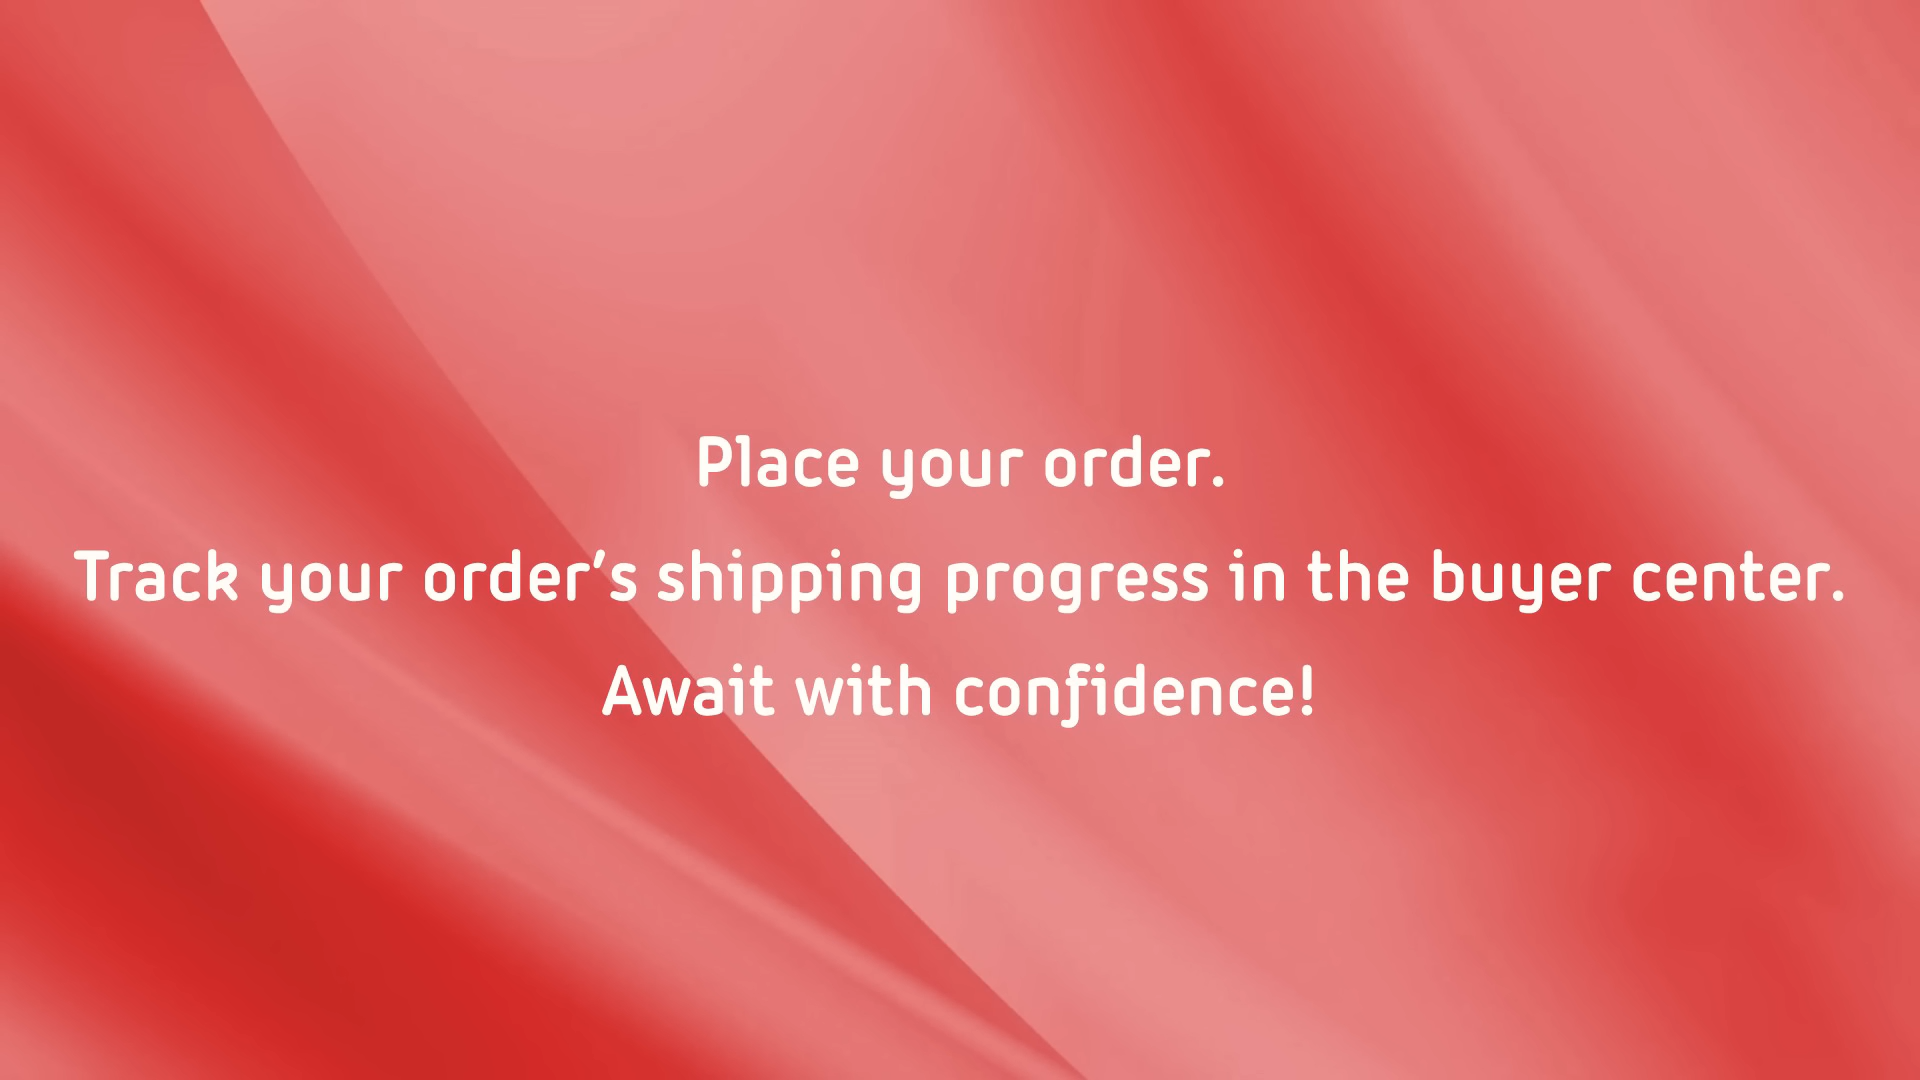 Place your order.
Track your order’s shipping progress in the buyer center.
Await with confidence!